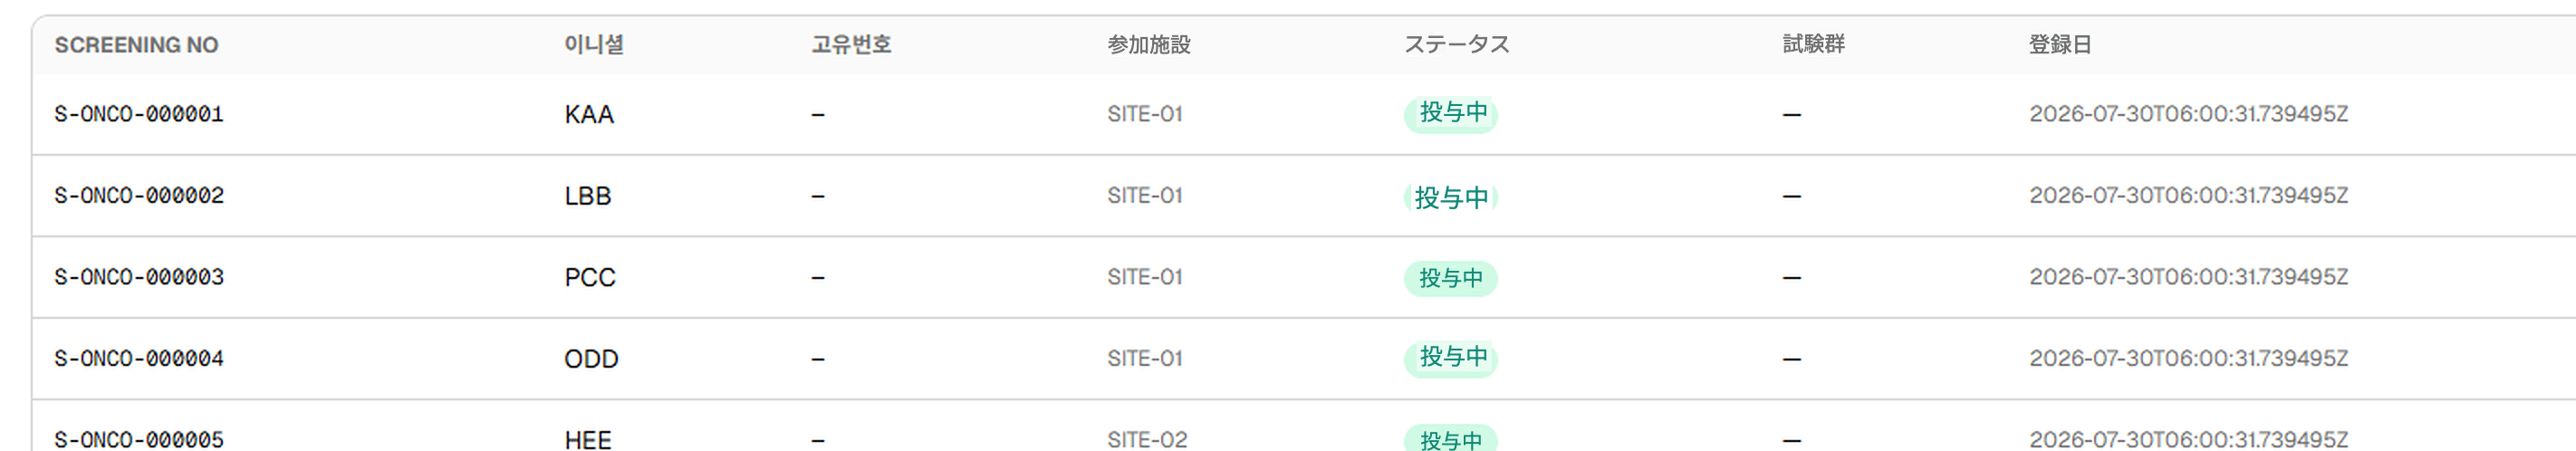 SCREENING NO 이니셜 고유번호 参加施設 ステータス 試験群 登録日
S-ONCO-000001 KAA – SITE-01 投与中 — 2026-07-30T06:00:31.739495Z
S-ONCO-000002 LBB – SITE-01 投与中 — 2026-07-30T06:00:31.739495Z
S-ONCO-000003 PCC – SITE-01 投与中 — 2026-07-30T06:00:31.739495Z
S-ONCO-000004 ODD – SITE-01 投与中 — 2026-07-30T06:00:31.739495Z
S-ONCO-000005 HEE – SITE-02 投与中 — 2026-07-30T06:00:31.739495Z